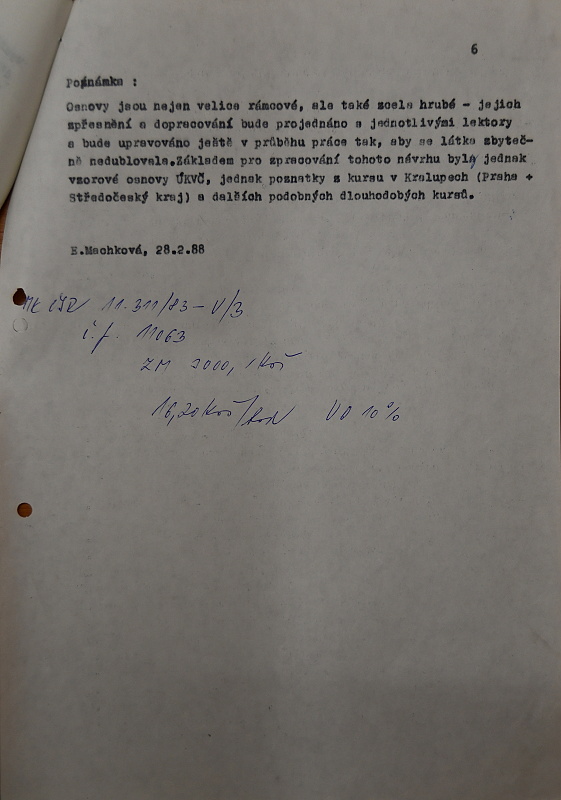 6
Poznámka :
Osnovy jsou nejen velice rámcové, ale také zcela hrubé - jejich
zpřesnění a dopracování bude projednáno s jednotlivými lektory
a bude upravováno ještě v průběhu práce tak, aby se látka zbyteč-
ně nedublovala.Základem pro zpracování tohoto návrhu byly jednak
vzorové osnovy ÚKVČ, jednak poznatky z kursu v Kralupech (Praha +
Středočeský kraj) a dalších podobných dlouhodobých kursů.
E.Machková, 28.2.88
MK ČSR 11.311/83 - V/3
č.j. 11063
ZM 2000,- Kčs
16,20 Kčs/hod VO 10%